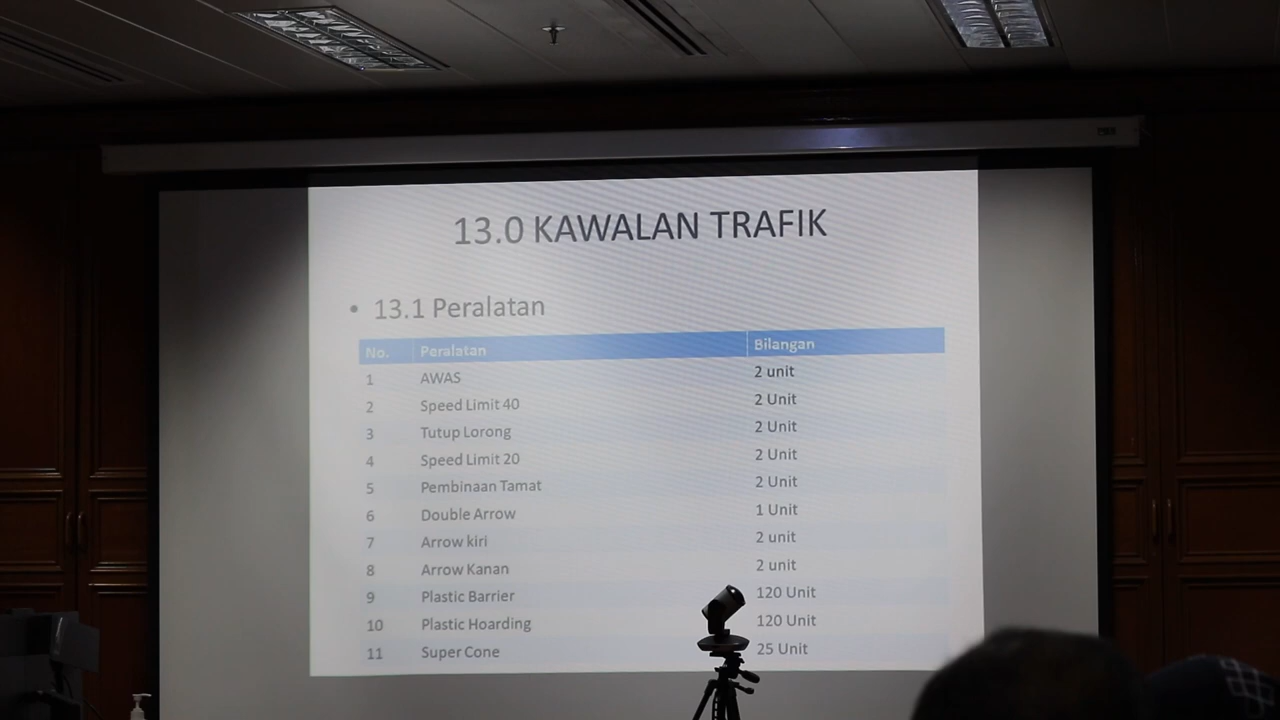 13.0 KAWALAN TRAFIK
• 13.1 Peralatan
No. Peralatan Bilangan
1 AWAS 2 unit
2 Speed Limit 40 2 Unit
3 Tutup Lorong 2 Unit
4 Speed Limit 20 2 Unit
5 Pembinaan Tamat 2 Unit
6 Double Arrow 1 Unit
7 Arrow kiri 2 unit
8 Arrow Kanan 2 unit
9 Plastic Barrier 120 Unit
10 Plastic Hoarding 120 Unit
11 Super Cone 25 Unit